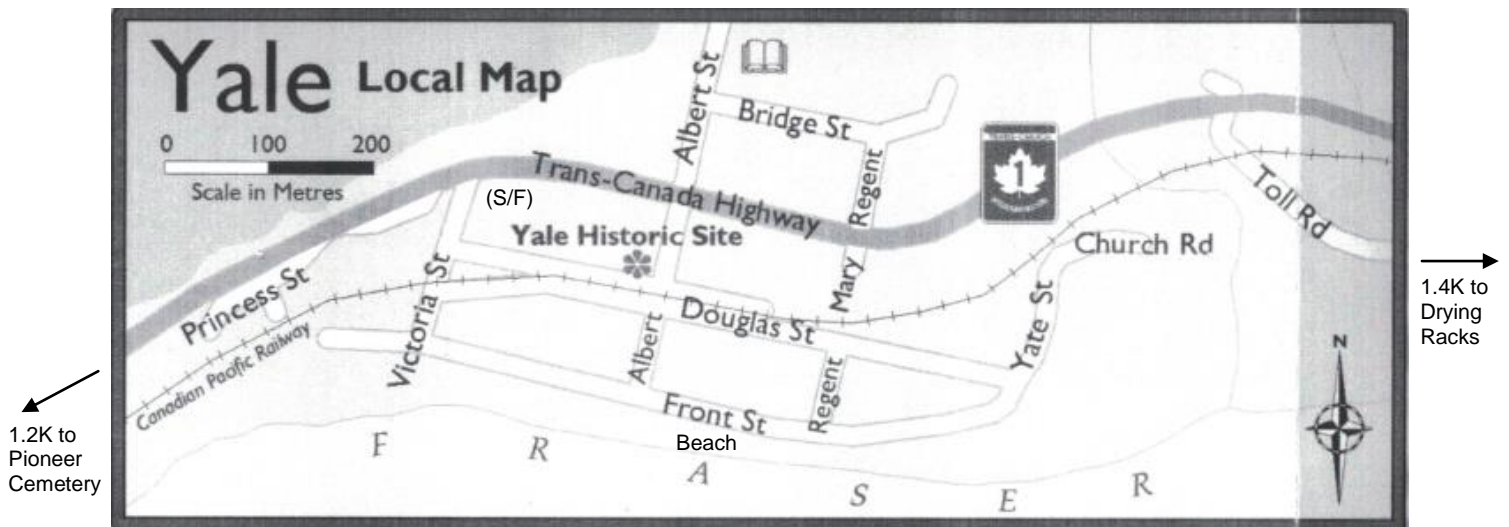 Yale Local Map
0 100 200
Scale in Metres
Albert St
Bridge St
Trans-Canada Highway
(S/F)
Yale Historic Site
Mary
Regent
1
Toll Rd
Church Rd
Princess St
Victoria St
Canadian Pacific Railway
Douglas St
Albert
Regent
Yate St
Front St
Beach
F R A S E R
N
1.4K to
Drying
Racks
1.2K to
Pioneer
Cemetery